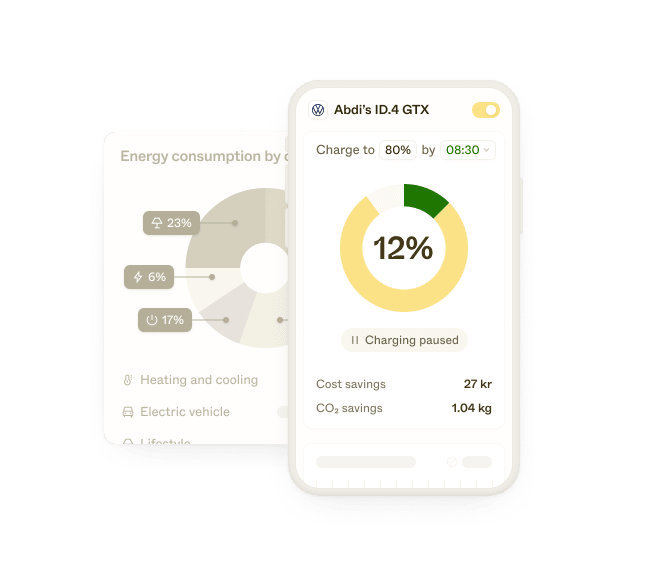 Abdi's ID.4 GTX
Charge to 80% by 08:30
12%
Charging paused
Cost savings 27 kr
CO₂ savings 1.04 kg
Energy consumption by
23%
6%
17%
Heating and cooling
Electric vehicle
Lifestyle